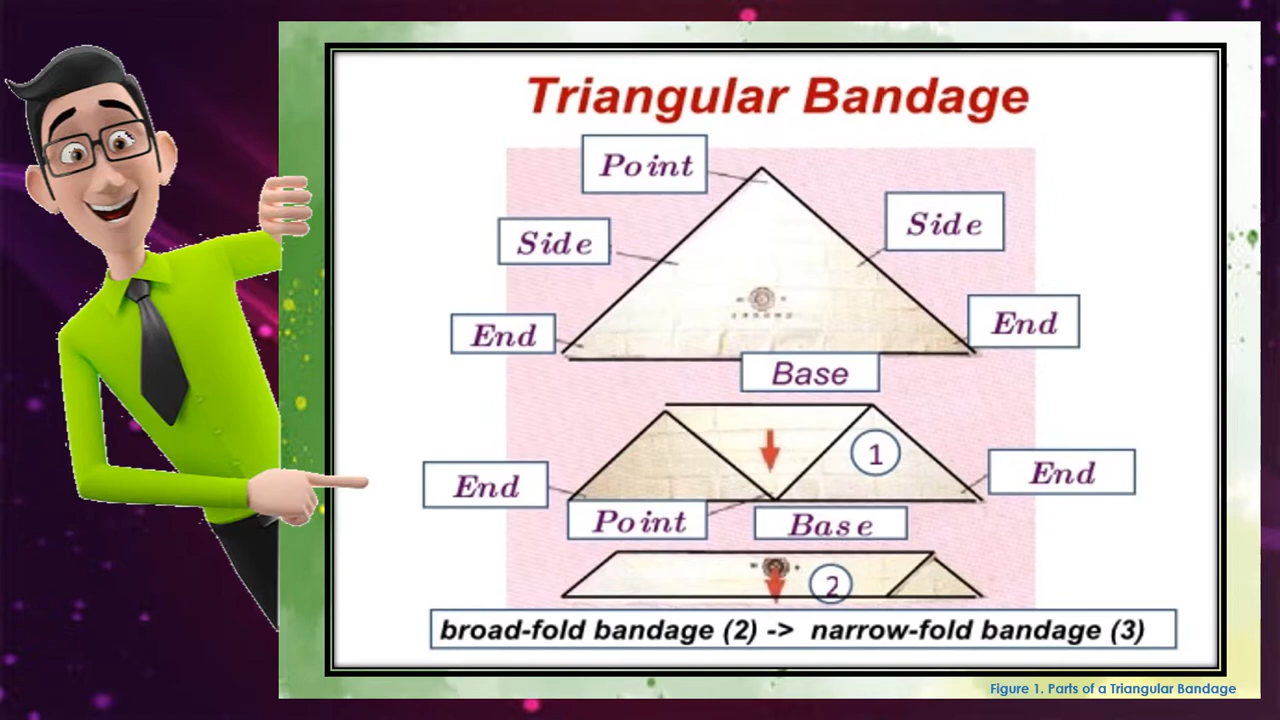 Triangular Bandage
Point
Side
Side
End
End
Base
1
End
End
Point
Base
2
broad-fold bandage (2) -> narrow-fold bandage (3)
Figure 1. Parts of a Triangular Bandage